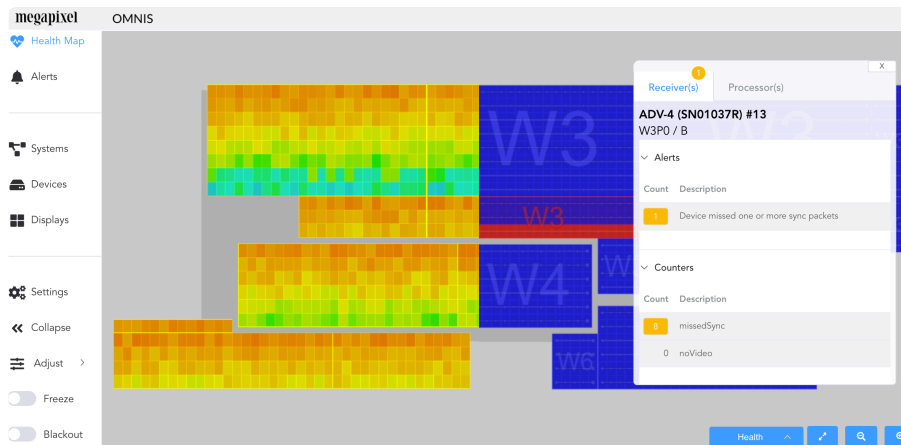 megapixel
OMNIS
Health Map
Alerts
Systems
Devices
Displays
Settings
Collapse
Adjust
Freeze
Blackout
W3
W3
W4
W
W6
W3
X
1
Receiver(s)
Processor(s)
ADV-4 (SN01037R) #13
W3P0 / B
Alerts
Count Description
1 Device missed one or more sync packets
Counters
Count Description
8 missedSync
0 noVideo
Health